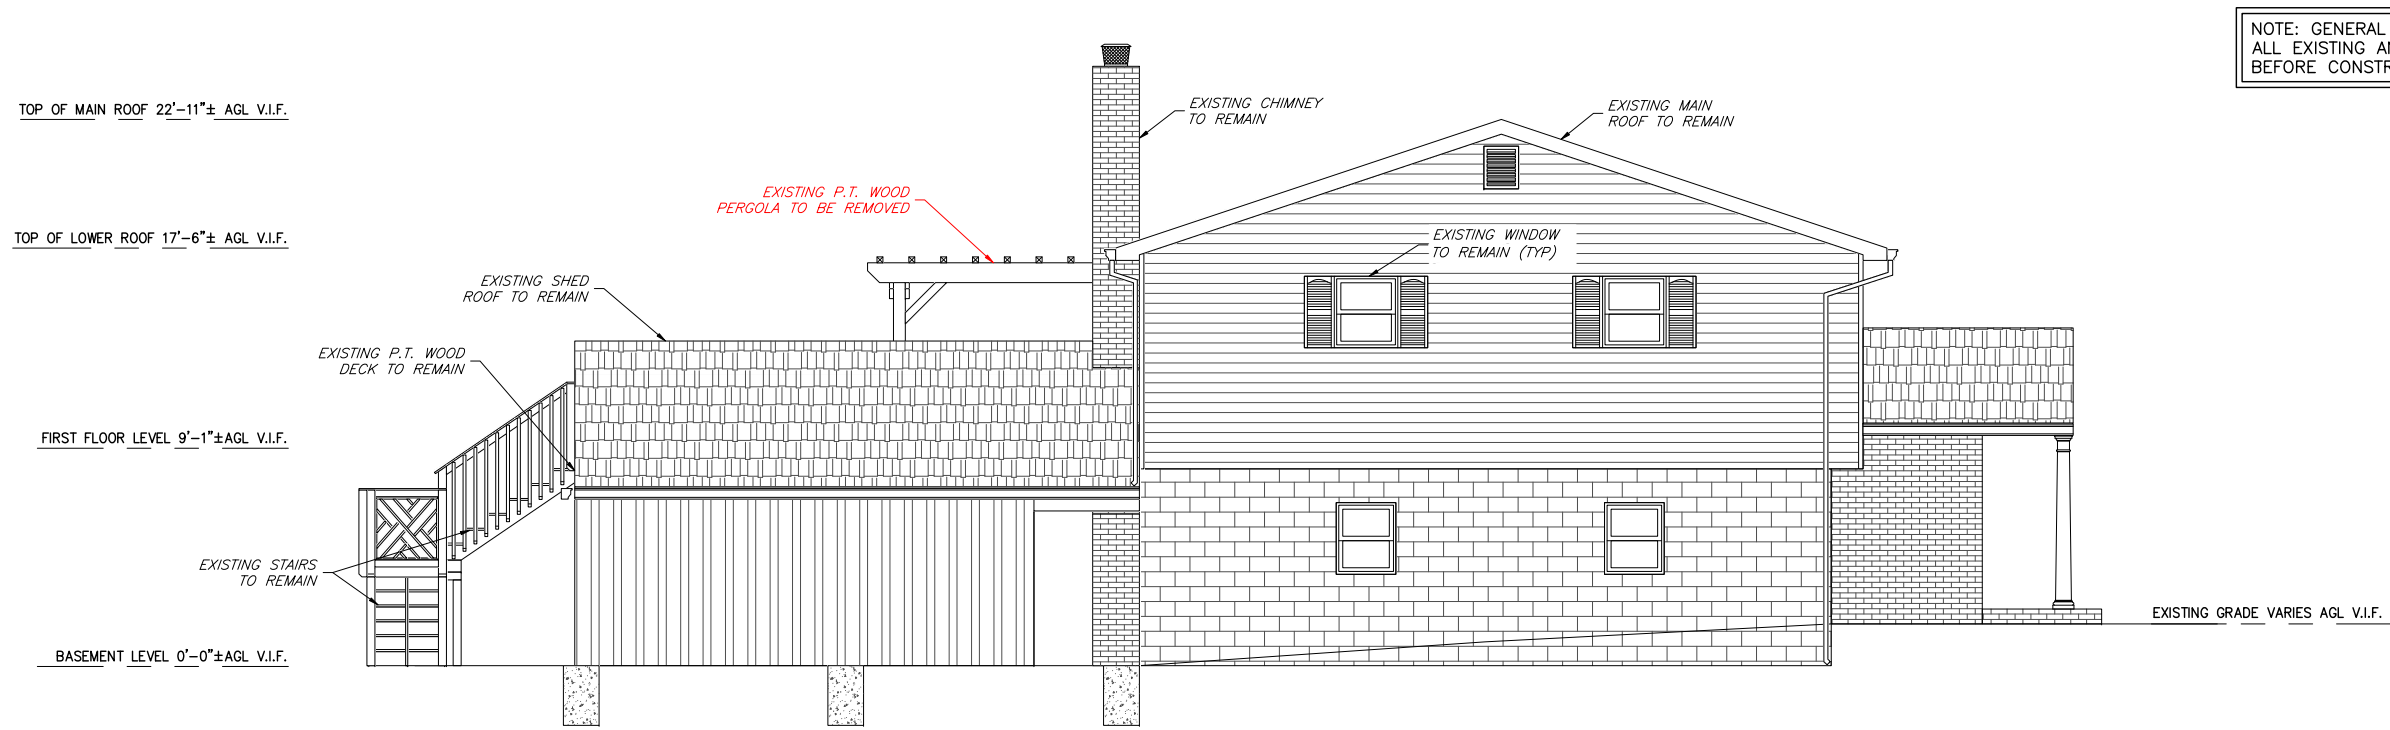 NOTE: GENERAL
ALL EXISTING
BEFORE
TOP OF MAIN ROOF 22'-11"± AGL V.I.F.
EXISTING CHIMNEY
TO REMAIN
EXISTING MAIN
ROOF TO REMAIN
EXISTING P.T. WOOD
PERGOLA TO BE REMOVED
TOP OF LOWER ROOF 17'-6"± AGL V.I.F.
EXISTING WINDOW
TO REMAIN (TYP)
EXISTING SHED
ROOF TO REMAIN
EXISTING P.T. WOOD
DECK TO REMAIN
FIRST FLOOR LEVEL 9'-1"±AGL V.I.F.
EXISTING STAIRS
TO REMAIN
EXISTING GRADE VARIES AGL V.I.F.
BASEMENT LEVEL 0'-0"±AGL V.I.F.